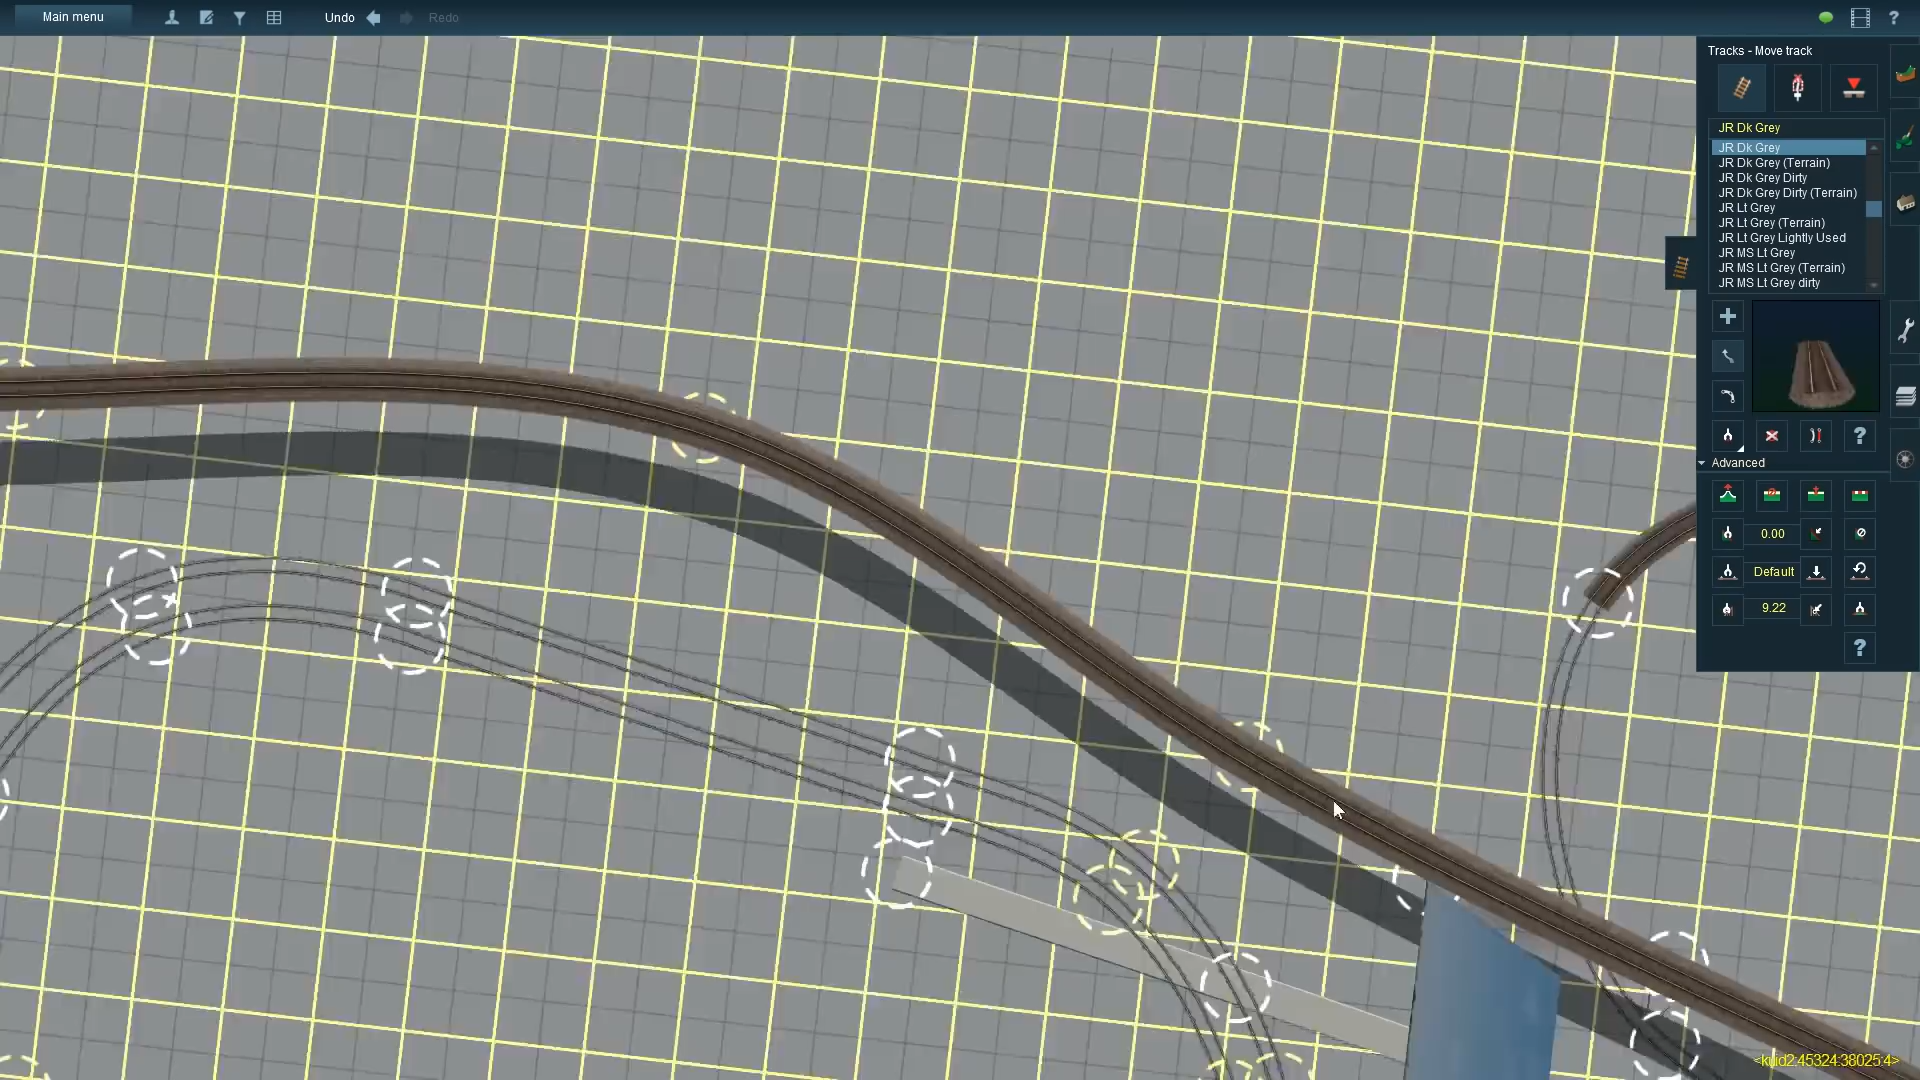 Main menu
Undo
Redo
?
Tracks - Move track
JR Dk Grey
JR Dk Grey
JR Dk Grey (Terrain)
JR Dk Grey Dirty
JR Dk Grey Dirty (Terrain)
JR Lt Grey
JR Lt Grey (Terrain)
JR Lt Grey Lightly Used
JR MS Lt Grey
JR MS Lt Grey (Terrain)
JR MS Lt Grey dirty
?
Advanced
0.00
Default
9.22
?
<kuid2:45324:38025:4>